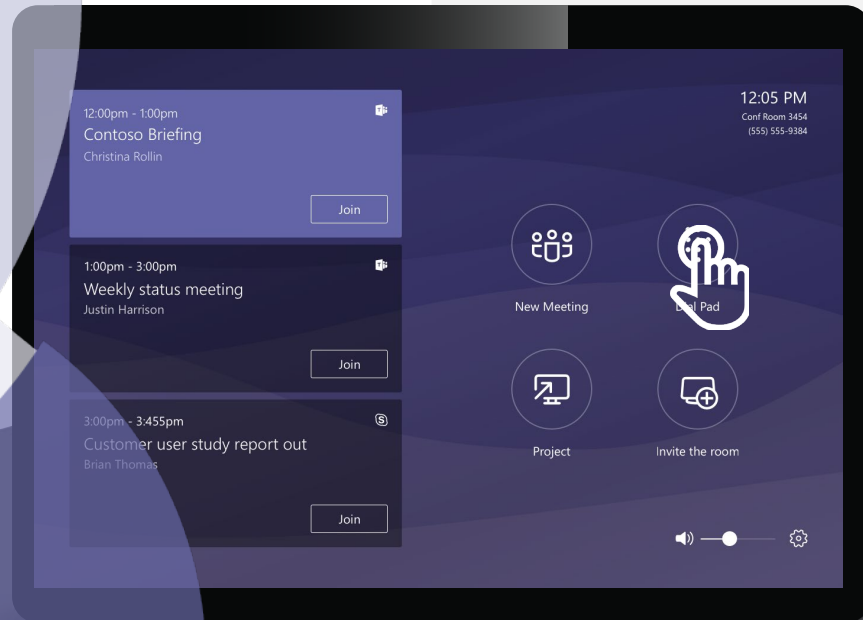 12:00pm - 1:00pm
Contoso Briefing
Christina Rollin
Join
1:00pm - 3:00pm
Weekly status meeting
Justin Harrison
Join
3:00pm - 3:455pm
Customer user study report out
Brian Thomas
Join
12:05 PM
Conf Room 3454
(555) 555-9384
New Meeting
Dial Pad
Project
Invite the room